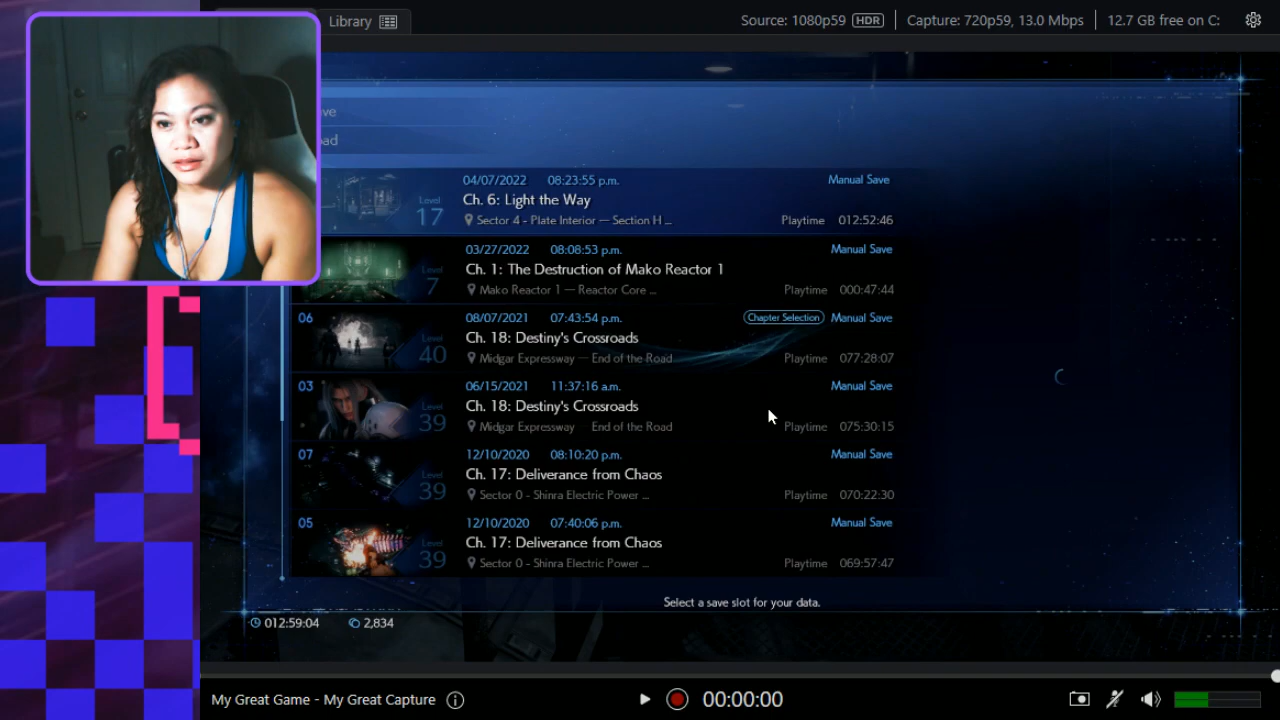 Library
Source: 1080p59 HDR
Capture: 720p59, 13.0 Mbps
12.7 GB free on C:
ve
ad
04/07/2022 08:23:55 p.m. Manual Save
Level 17
Ch. 6: Light the Way
Sector 4 - Plate Interior — Section H ... Playtime 012:52:46
03/27/2022 08:08:53 p.m. Manual Save
Level 7
Ch. 1: The Destruction of Mako Reactor 1
Mako Reactor 1 — Reactor Core ... Playtime 000:47:44
06 08/07/2021 07:43:54 p.m. Chapter Selection Manual Save
Level 40
Ch. 18: Destiny's Crossroads
Midgar Expressway — End of the Road Playtime 077:28:07
03 06/15/2021 11:37:16 a.m. Manual Save
Level 39
Ch. 18: Destiny's Crossroads
Midgar Expressway End of the Road Playtime 075:30:15
07 12/10/2020 08:10:20 p.m. Manual Save
Level 39
Ch. 17: Deliverance from Chaos
Sector 0 - Shinra Electric Power ... Playtime 070:22:30
05 12/10/2020 07:40:06 p.m. Manual Save
Level 39
Ch. 17: Deliverance from Chaos
Sector 0 - Shinra Electric Power ... Playtime 069:57:47
Select a save slot for your data.
012:59:04 2,834
My Great Game - My Great Capture
00:00:00